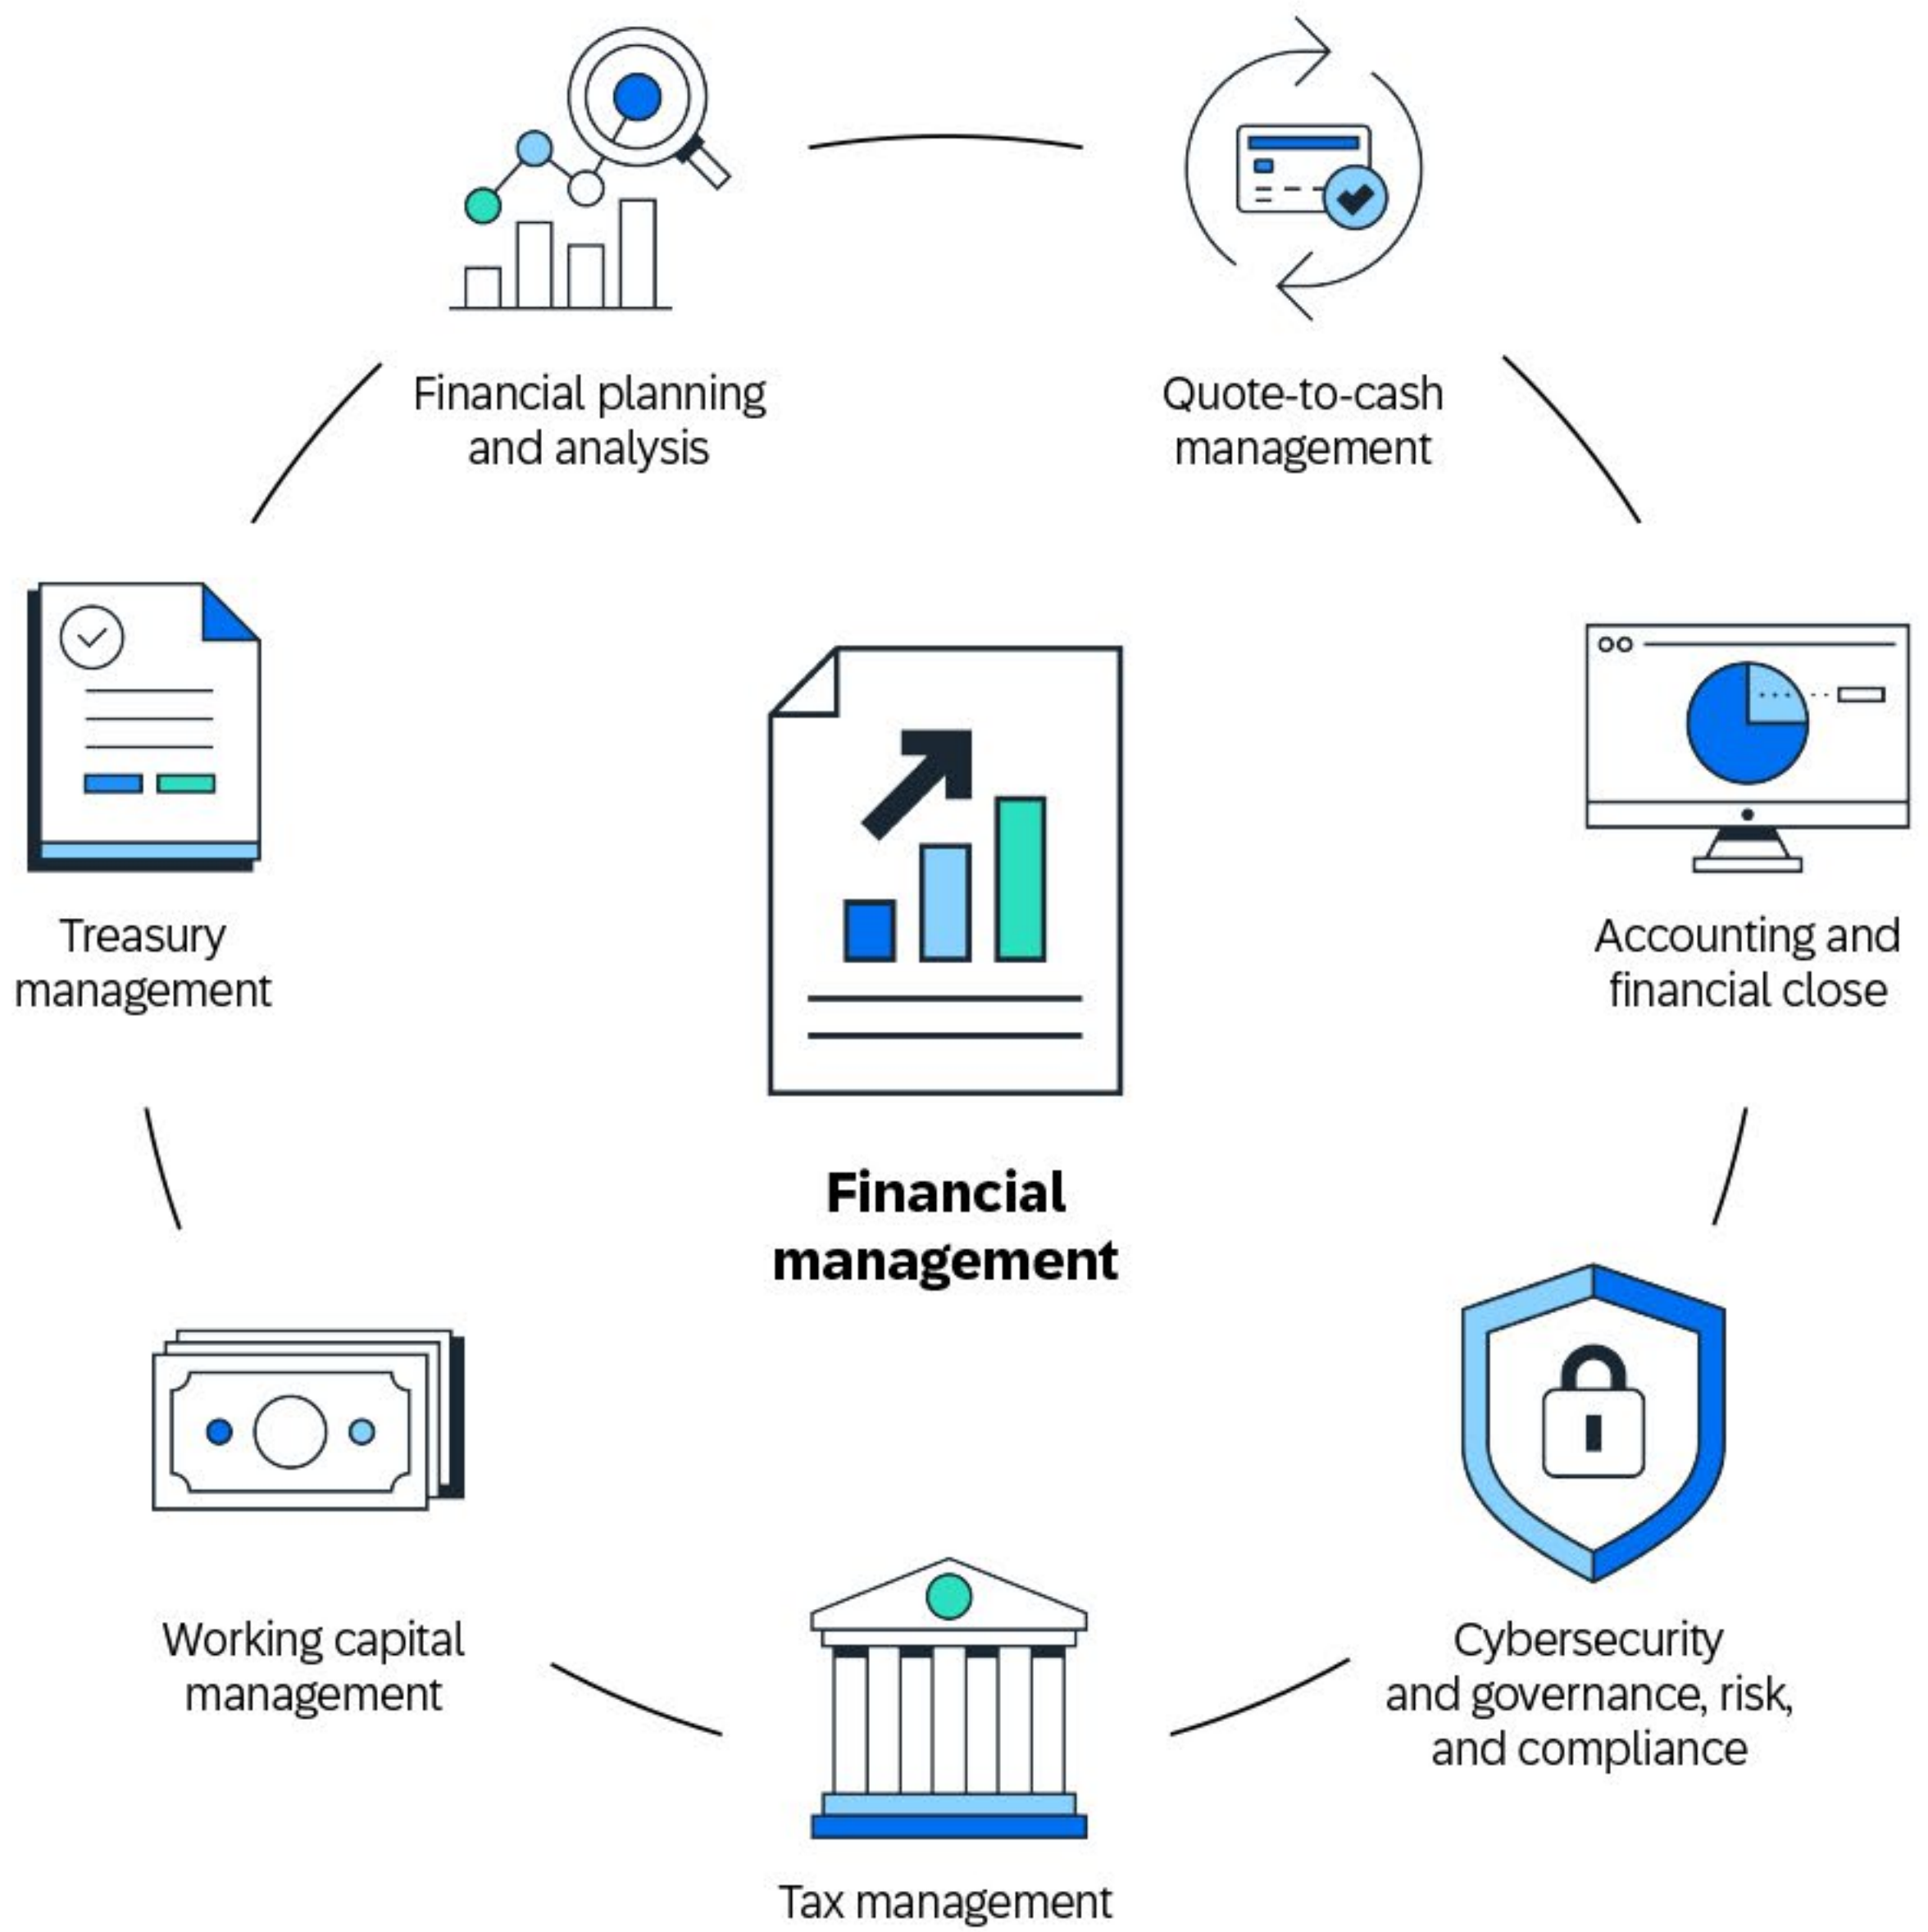 Financial planning
and analysis
Quote-to-cash
management
Treasury
management
Accounting and
financial close
Financial
management
Working capital
management
Cybersecurity
and governance, risk,
and compliance
Tax management